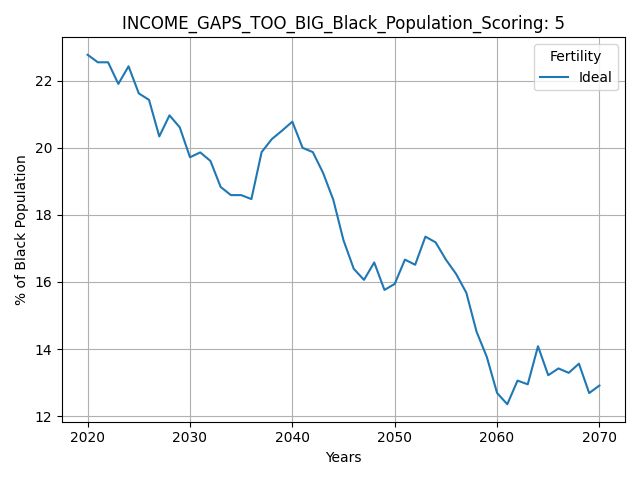 INCOME_GAPS_TOO_BIG_Black_Population_Scoring: 5
Fertility
Ideal
% of Black Population
22
20
18
16
14
12
2020 2030 2040 2050 2060 2070
Years